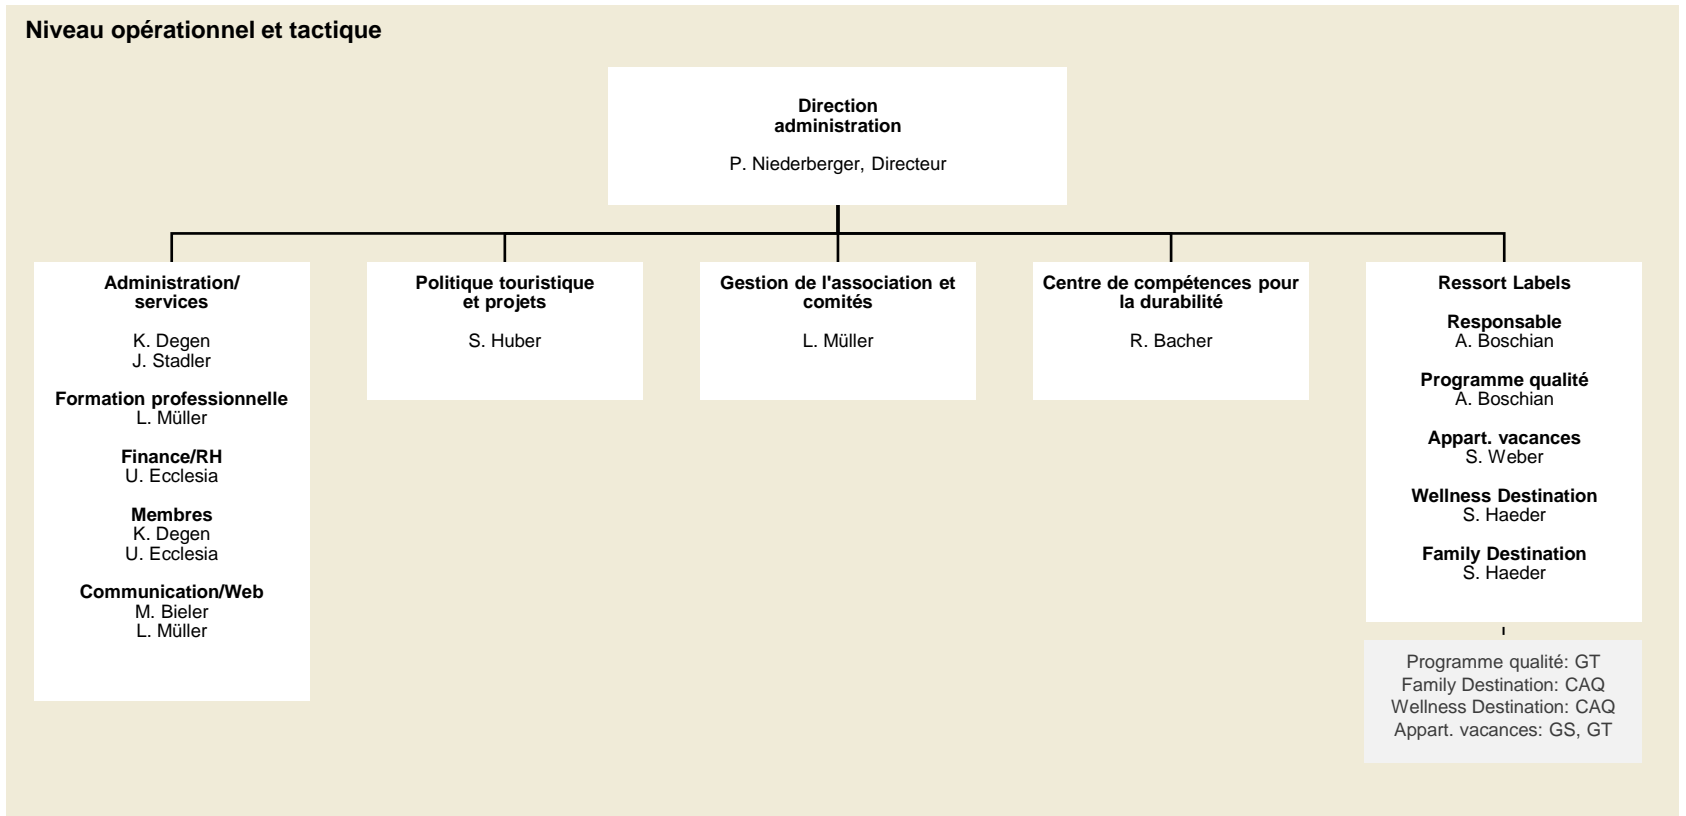 Niveau opérationnel et tactique
Direction
administration
P. Niederberger, Directeur
Administration/
services
K. Degen
J. Stadler
Formation professionnelle
L. Müller
Finance/RH
U. Ecclesia
Membres
K. Degen
U. Ecclesia
Communication/Web
M. Bieler
L. Müller
Politique touristique
et projets
S. Huber
Gestion de l'association et
comités
L. Müller
Centre de compétences pour
la durabilité
R. Bacher
Ressort Labels
Responsable
A. Boschian
Programme qualité
A. Boschian
Appart. vacances
S. Weber
Wellness Destination
S. Haeder
Family Destination
S. Haeder
Programme qualité: GT
Family Destination: CAQ
Wellness Destination: CAQ
Appart. vacances: GS, GT